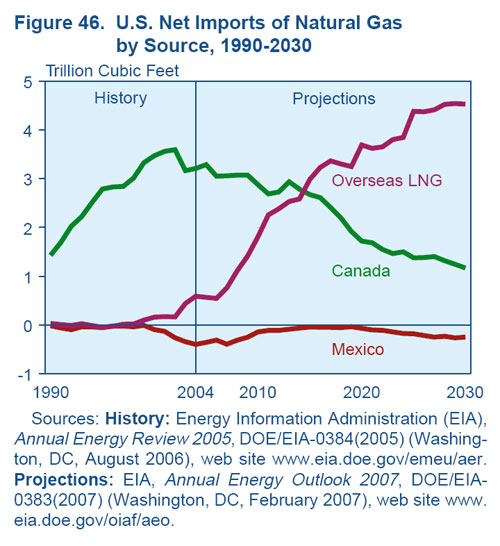 Figure 46. U.S. Net Imports of Natural Gas
by Source, 1990-2030
Trillion Cubic Feet
5
History
Projections
4
Overseas LNG
3
2
Canada
1
0
Mexico
-1
1990 2004 2010 2020 2030
Sources: History: Energy Information Administration (EIA),
Annual Energy Review 2005, DOE/EIA-0384(2005) (Washing-
ton, DC, August 2006), web site www.eia.doe.gov/emeu/aer.
Projections: EIA, Annual Energy Outlook 2007, DOE/EIA-
0383(2007) (Washington, DC, February 2007), web site www.
eia.doe.gov/oiaf/aeo.